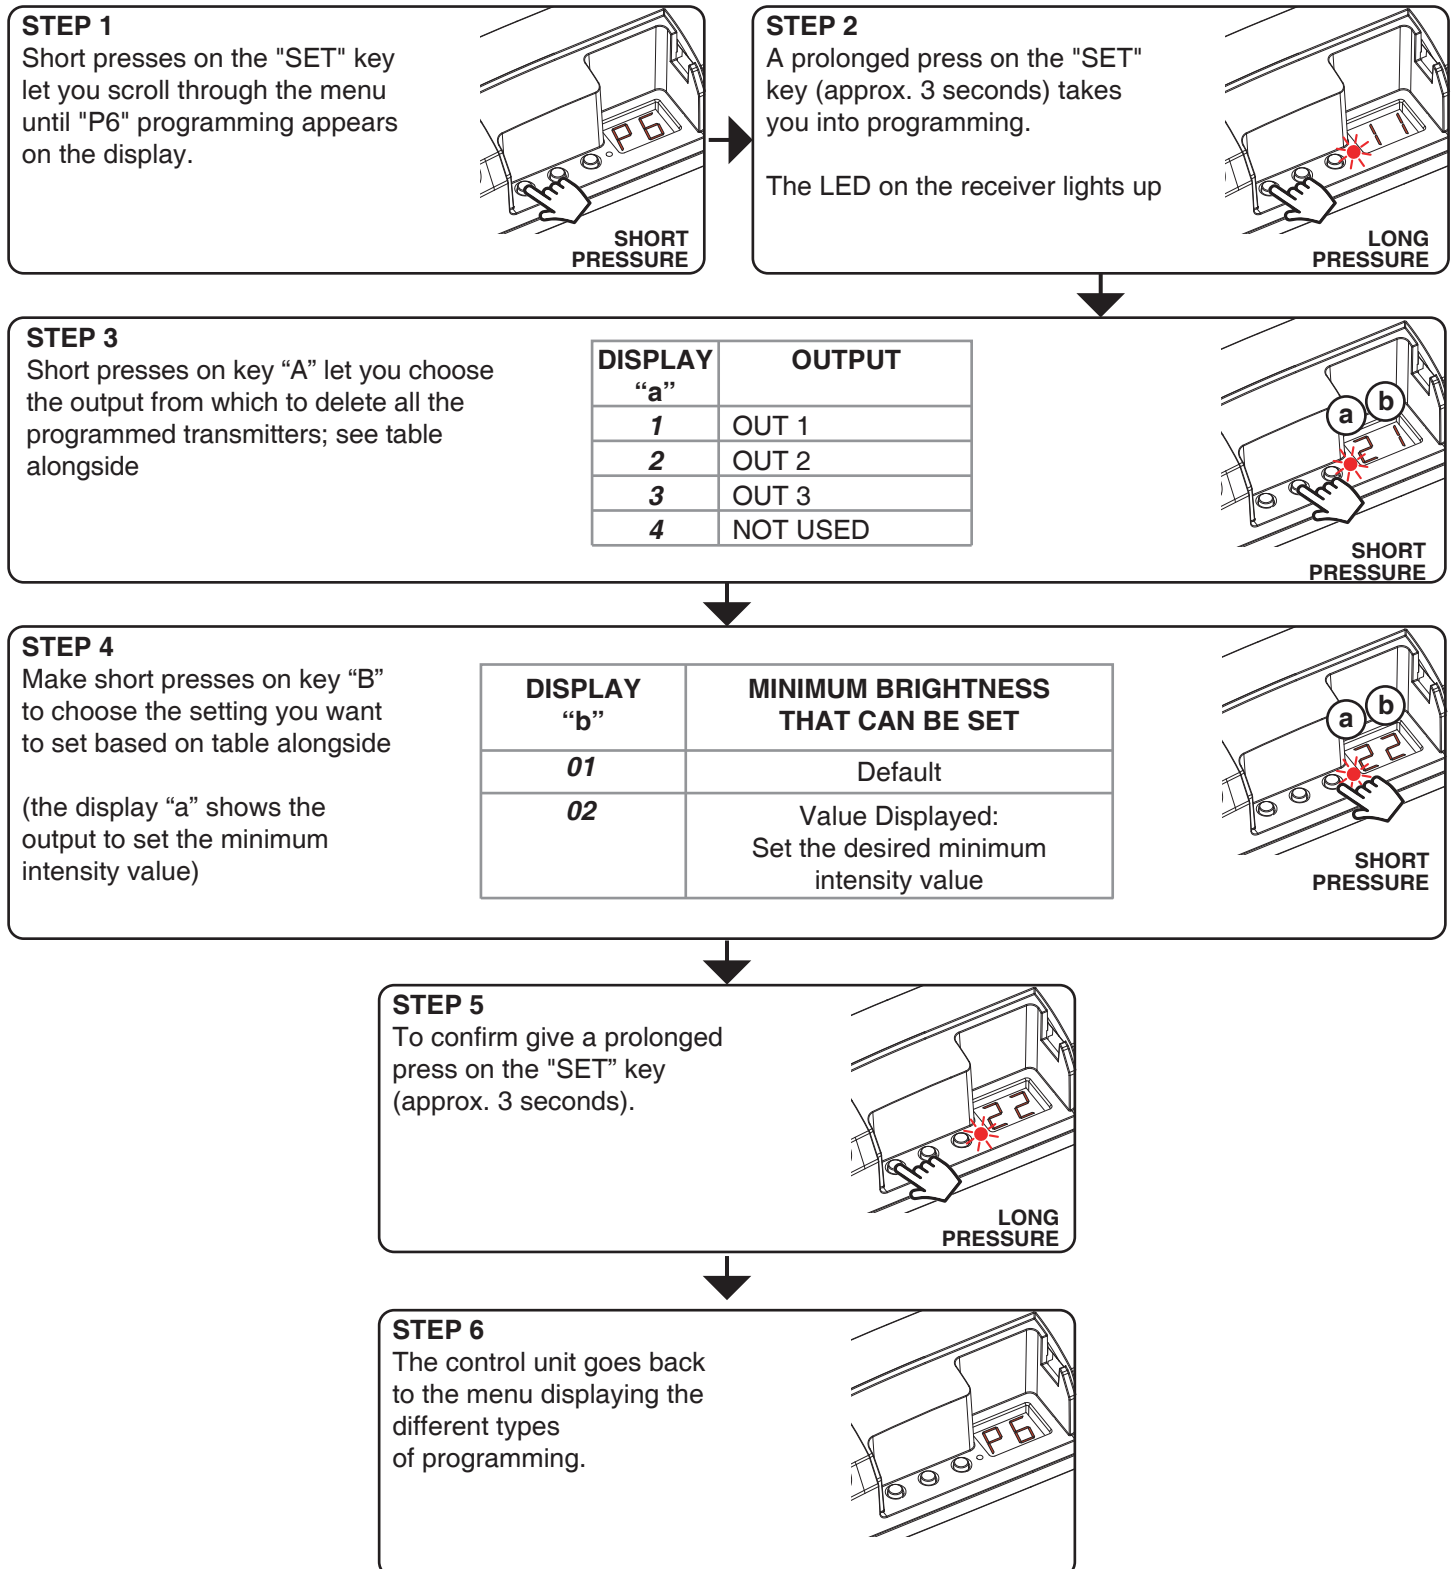 STEP 1
Short presses on the "SET" key
let you scroll through the menu
until "P6" programming appears
on the display.
P6
SHORT
PRESSURE
STEP 2
A prolonged press on the "SET"
key (approx. 3 seconds) takes
you into programming.
The LED on the receiver lights up
11
LONG
PRESSURE
STEP 3
Short presses on key “A” let you choose
the output from which to delete all the
programmed transmitters; see table
alongside
DISPLAY “a” OUTPUT
1 OUT 1
2 OUT 2
3 OUT 3
4 NOT USED
a b
21
SHORT
PRESSURE
STEP 4
Make short presses on key “B”
to choose the setting you want
to set based on table alongside
(the display “a” shows the
output to set the minimum
intensity value)
DISPLAY MINIMUM BRIGHTNESS
“b” THAT CAN BE SET
01 Default
02 Value Displayed:
Set the desired minimum
intensity value
a b
22
SHORT
PRESSURE
STEP 5
To confirm give a prolonged
press on the "SET” key
(approx. 3 seconds).
22
LONG
PRESSURE
STEP 6
The control unit goes back
to the menu displaying the
different types
of programming.
P6